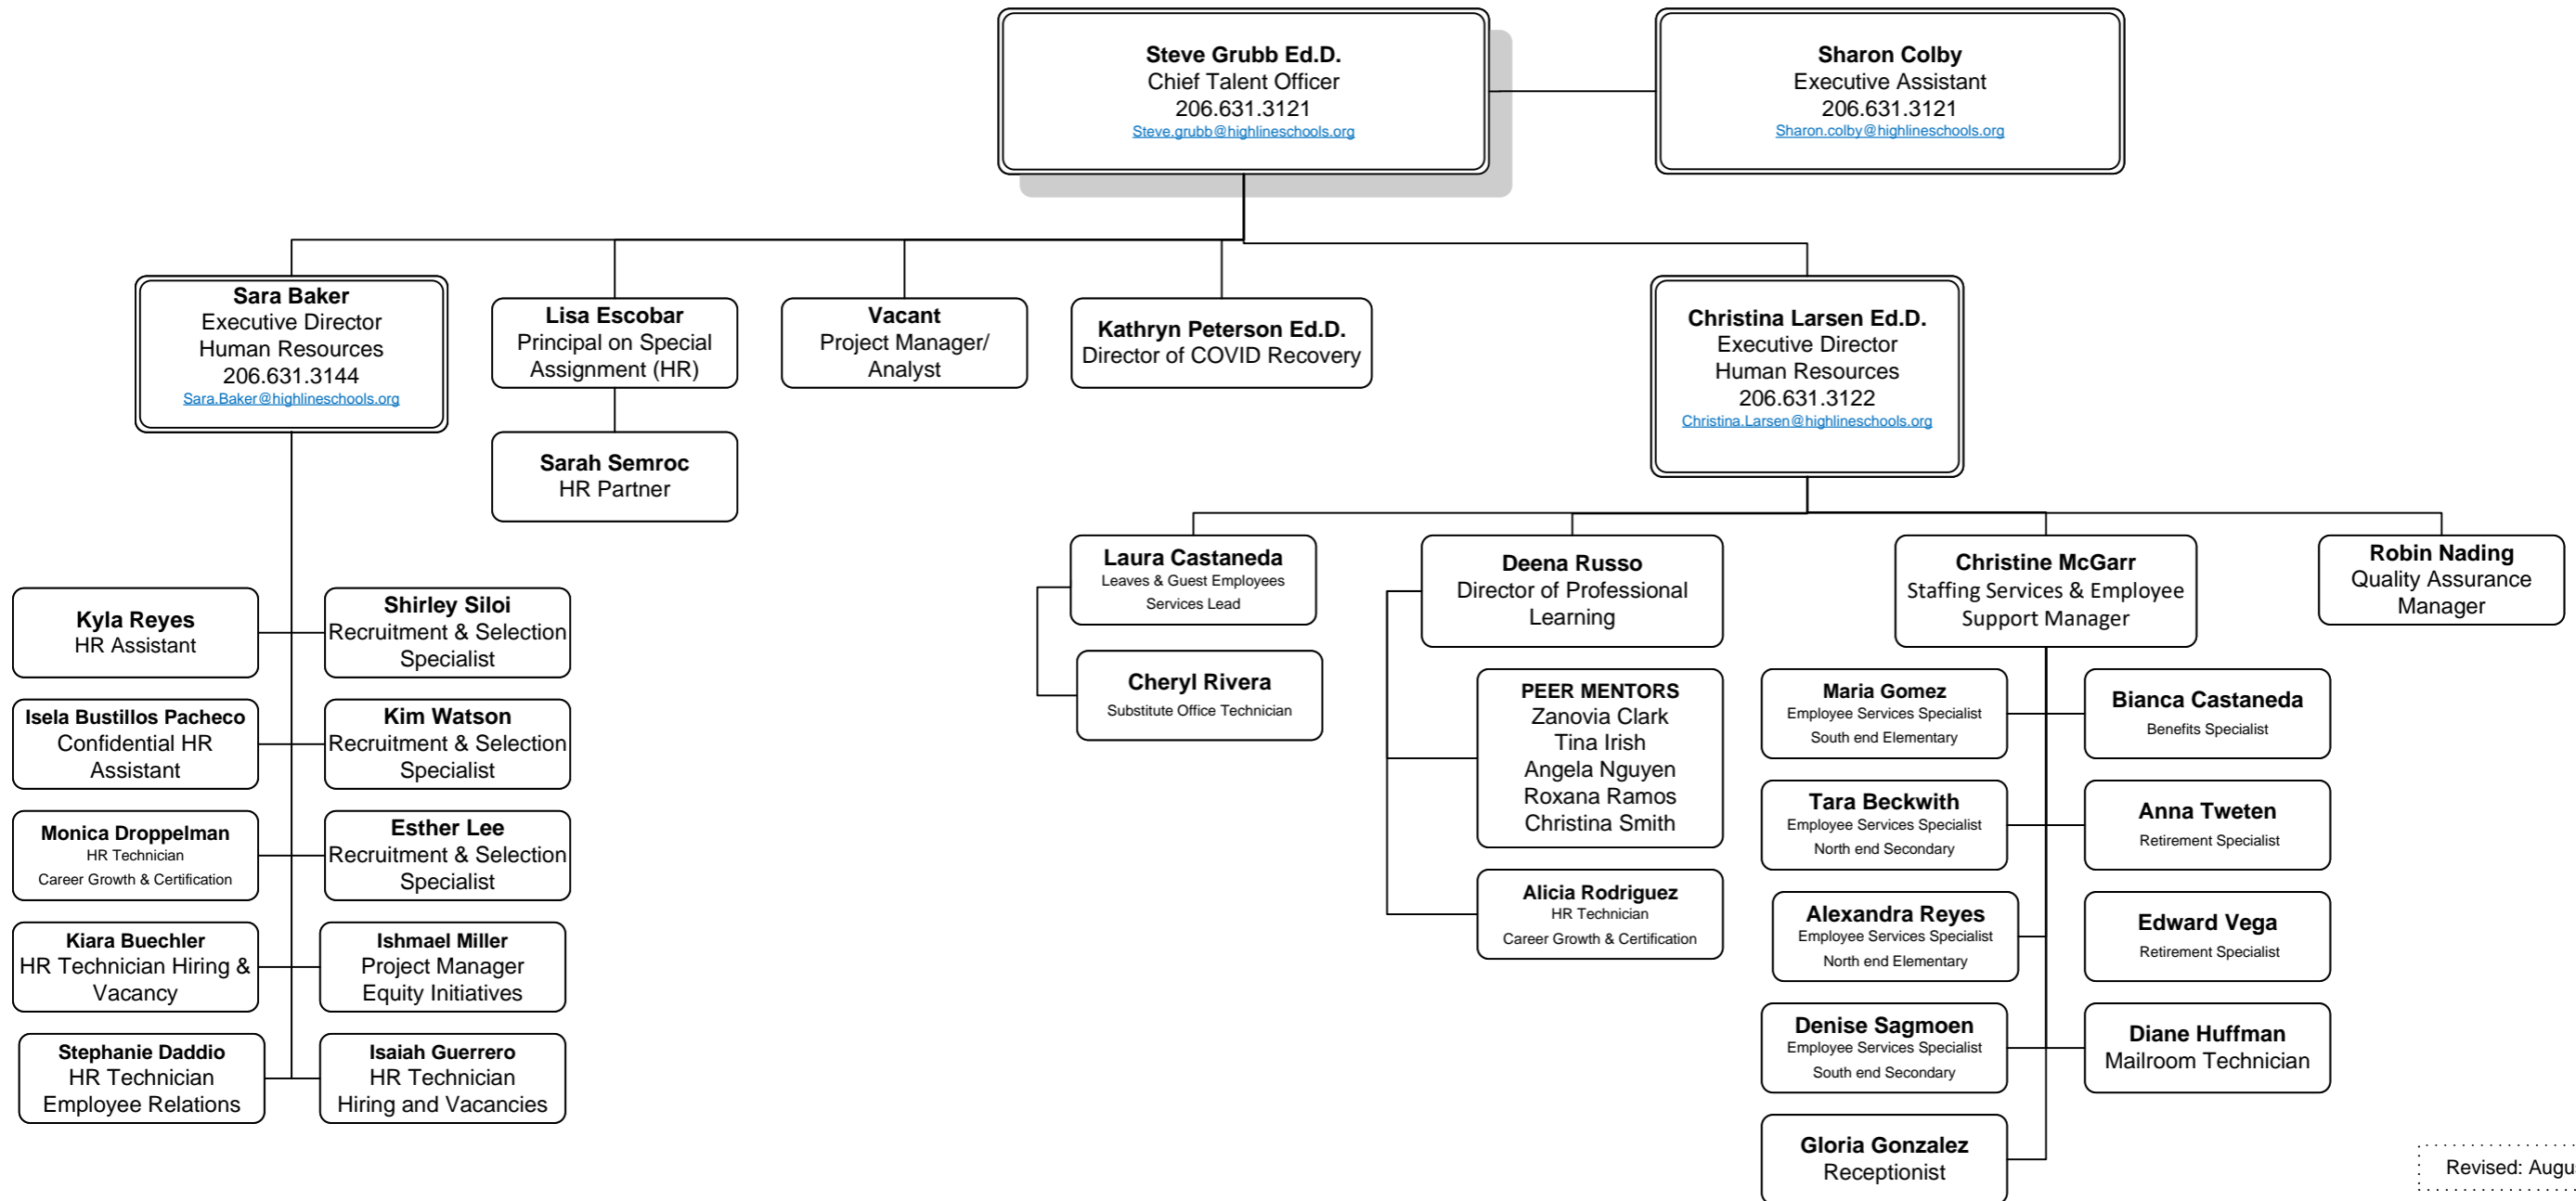 Steve Grubb Ed.D.
Chief Talent Officer
206.631.3121
Steve.grubb@highlineschools.org
Sharon Colby
Executive Assistant
206.631.3121
Sharon.colby@highlineschools.org
Sara Baker
Executive Director
Human Resources
206.631.3144
Sara.Baker@highlineschools.org
Lisa Escobar
Principal on Special
Assignment (HR)
Vacant
Project Manager/
Analyst
Kathryn Peterson Ed.D.
Director of COVID Recovery
Christina Larsen Ed.D.
Executive Director
Human Resources
206.631.3122
Christina.Larsen@highlineschools.org
Sarah Semroc
HR Partner
Kyla Reyes
HR Assistant
Shirley Siloi
Recruitment & Selection
Specialist
Isela Bustillos Pacheco
Confidential HR
Assistant
Kim Watson
Recruitment & Selection
Specialist
Monica Droppelman
HR Technician
Career Growth & Certification
Esther Lee
Recruitment & Selection
Specialist
Kiara Buechler
HR Technician Hiring &
Vacancy
Ishmael Miller
Project Manager
Equity Initiatives
Stephanie Daddio
HR Technician
Employee Relations
Isaiah Guerrero
HR Technician
Hiring and Vacancies
Laura Castaneda
Leaves & Guest Employees
Services Lead
Cheryl Rivera
Substitute Office Technician
Deena Russo
Director of Professional
Learning
PEER MENTORS
Zanovia Clark
Tina Irish
Angela Nguyen
Roxana Ramos
Christina Smith
Alicia Rodriguez
HR Technician
Career Growth & Certification
Christine McGarr
Staffing Services & Employee
Support Manager
Maria Gomez
Employee Services Specialist
South end Elementary
Bianca Castaneda
Benefits Specialist
Tara Beckwith
Employee Services Specialist
North end Secondary
Anna Tweten
Retirement Specialist
Alexandra Reyes
Employee Services Specialist
North end Elementary
Edward Vega
Retirement Specialist
Denise Sagmoen
Employee Services Specialist
South end Secondary
Diane Huffman
Mailroom Technician
Gloria Gonzalez
Receptionist
Robin Nading
Quality Assurance
Manager
Revised: Augu